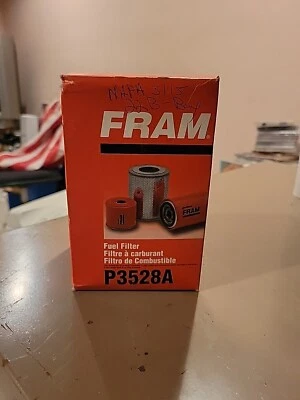 FRAM
FRAM
Fuel Filter
Filtre à carburant
Filtro de Combustible
P3528A